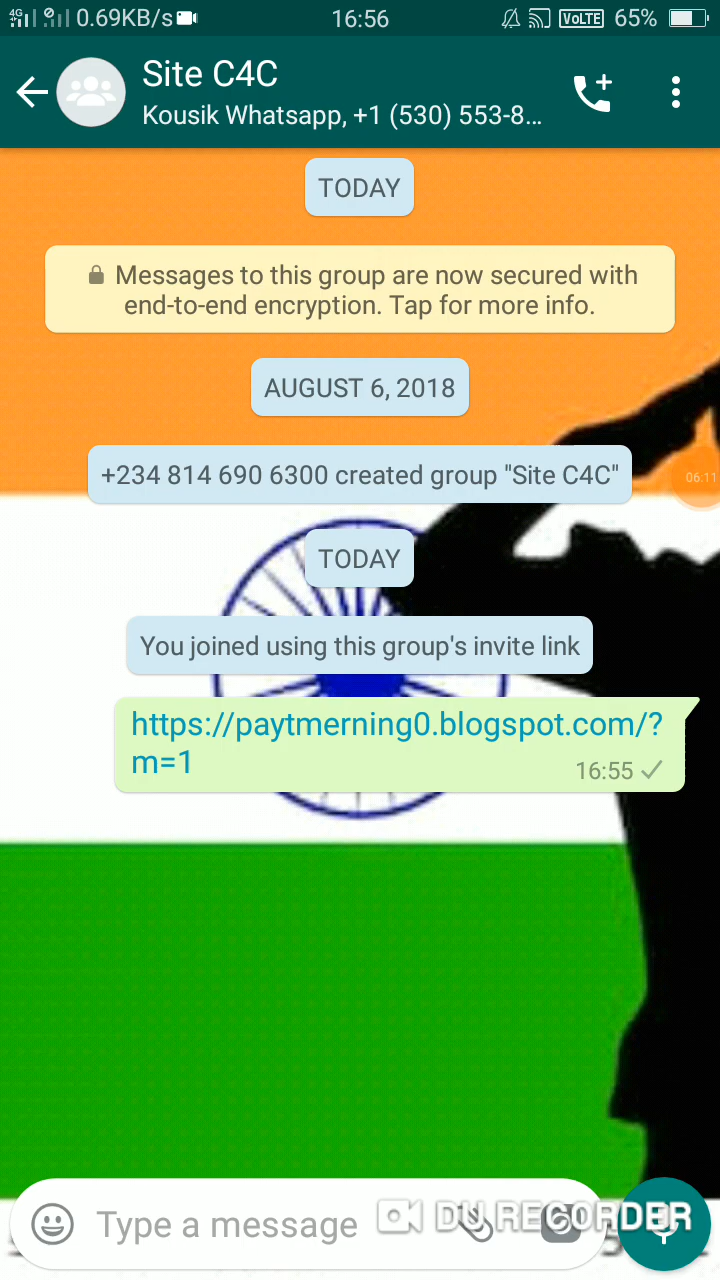 4G 0.69KB/s 16:56 VoLTE 65%
Site C4C
Kousik Whatsapp, +1 (530) 553-8...
TODAY
Messages to this group are now secured with
end-to-end encryption. Tap for more info.
AUGUST 6, 2018
+234 814 690 6300 created group "Site C4C"
06:11
TODAY
You joined using this group's invite link
https://paytmerning0.blogspot.com/?
m=1
16:55
Type a message
DU RECORDER